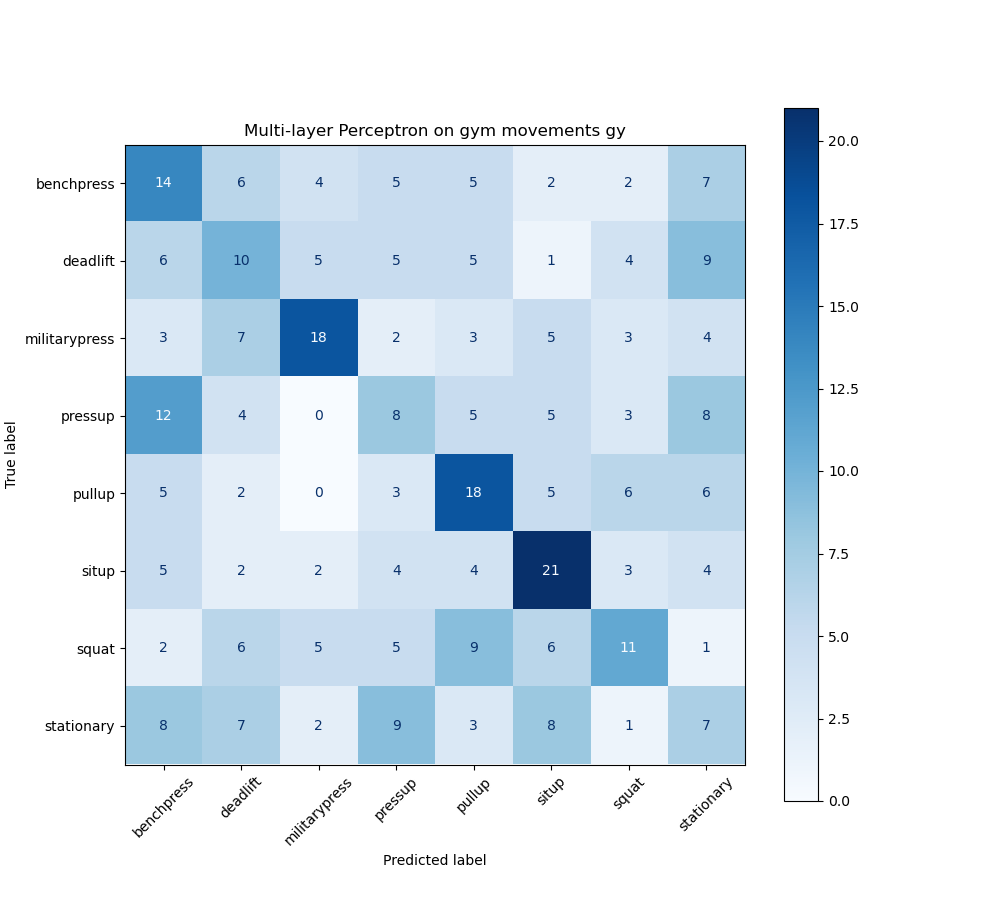 Multi-layer Perceptron on gym movements gy
True label
benchpress 14 6 4 5 5 2 2 7
deadlift 6 10 5 5 5 1 4 9
militarypress 3 7 18 2 3 5 3 4
pressup 12 4 0 8 5 5 3 8
pullup 5 2 0 3 18 5 6 6
situp 5 2 2 4 4 21 3 4
squat 2 6 5 5 9 6 11 1
stationary 8 7 2 9 3 8 1 7
benchpress deadlift militarypress pressup pullup situp squat stationary
Predicted label
20.0
17.5
15.0
12.5
10.0
7.5
5.0
2.5
0.0